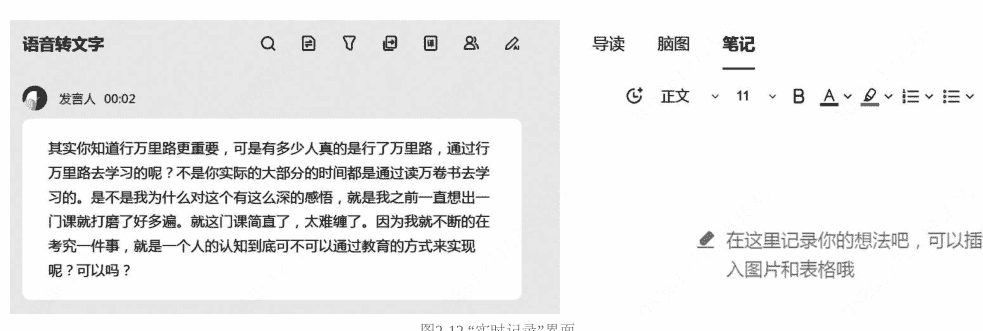 语音转文字
发言人 00:02
其实你知道行万里路更重要，可是有多少人真的是行了万里路，通过行
万里路去学习的呢？不是你实际的大部分的时间都是通过读万卷书去学
习的。是不是我为什么对这个有这么深的感悟，就是我之前一直想出一
门课就打磨了好多遍。就这门课简直了，太难缠了。因为我就不断的在
考究一件事，就是一个人的认知到底可不可以通过教育的方式来实现
呢？可以吗？
导读 脑图 笔记
正文 11 B A
在这里记录你的想法吧，可以插
入图片和表格哦
图2-12 “实时记录”界面